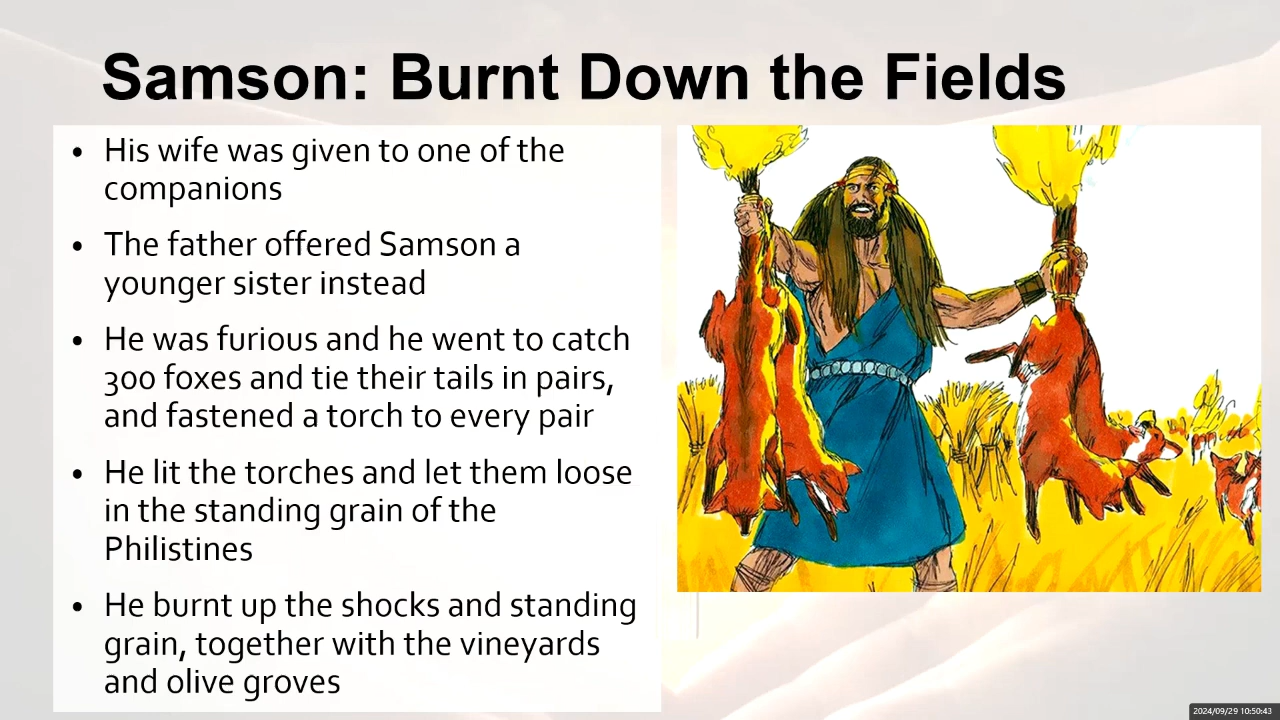 Samson: Burnt Down the Fields
• His wife was given to one of the
companions
• The father offered Samson a
younger sister instead
• He was furious and he went to catch
300 foxes and tie their tails in pairs,
and fastened a torch to every pair
• He lit the torches and let them loose
in the standing grain of the
Philistines
• He burnt up the shocks and standing
grain, together with the vineyards
and olive groves
2024/09/29 10:50:43